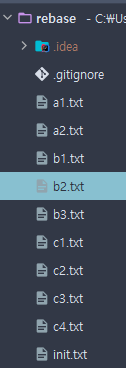 rebase - C:₩Us
.idea
.gitignore
a1.txt
a2.txt
b1.txt
b2.txt
b3.txt
c1.txt
c2.txt
c3.txt
c4.txt
init.txt